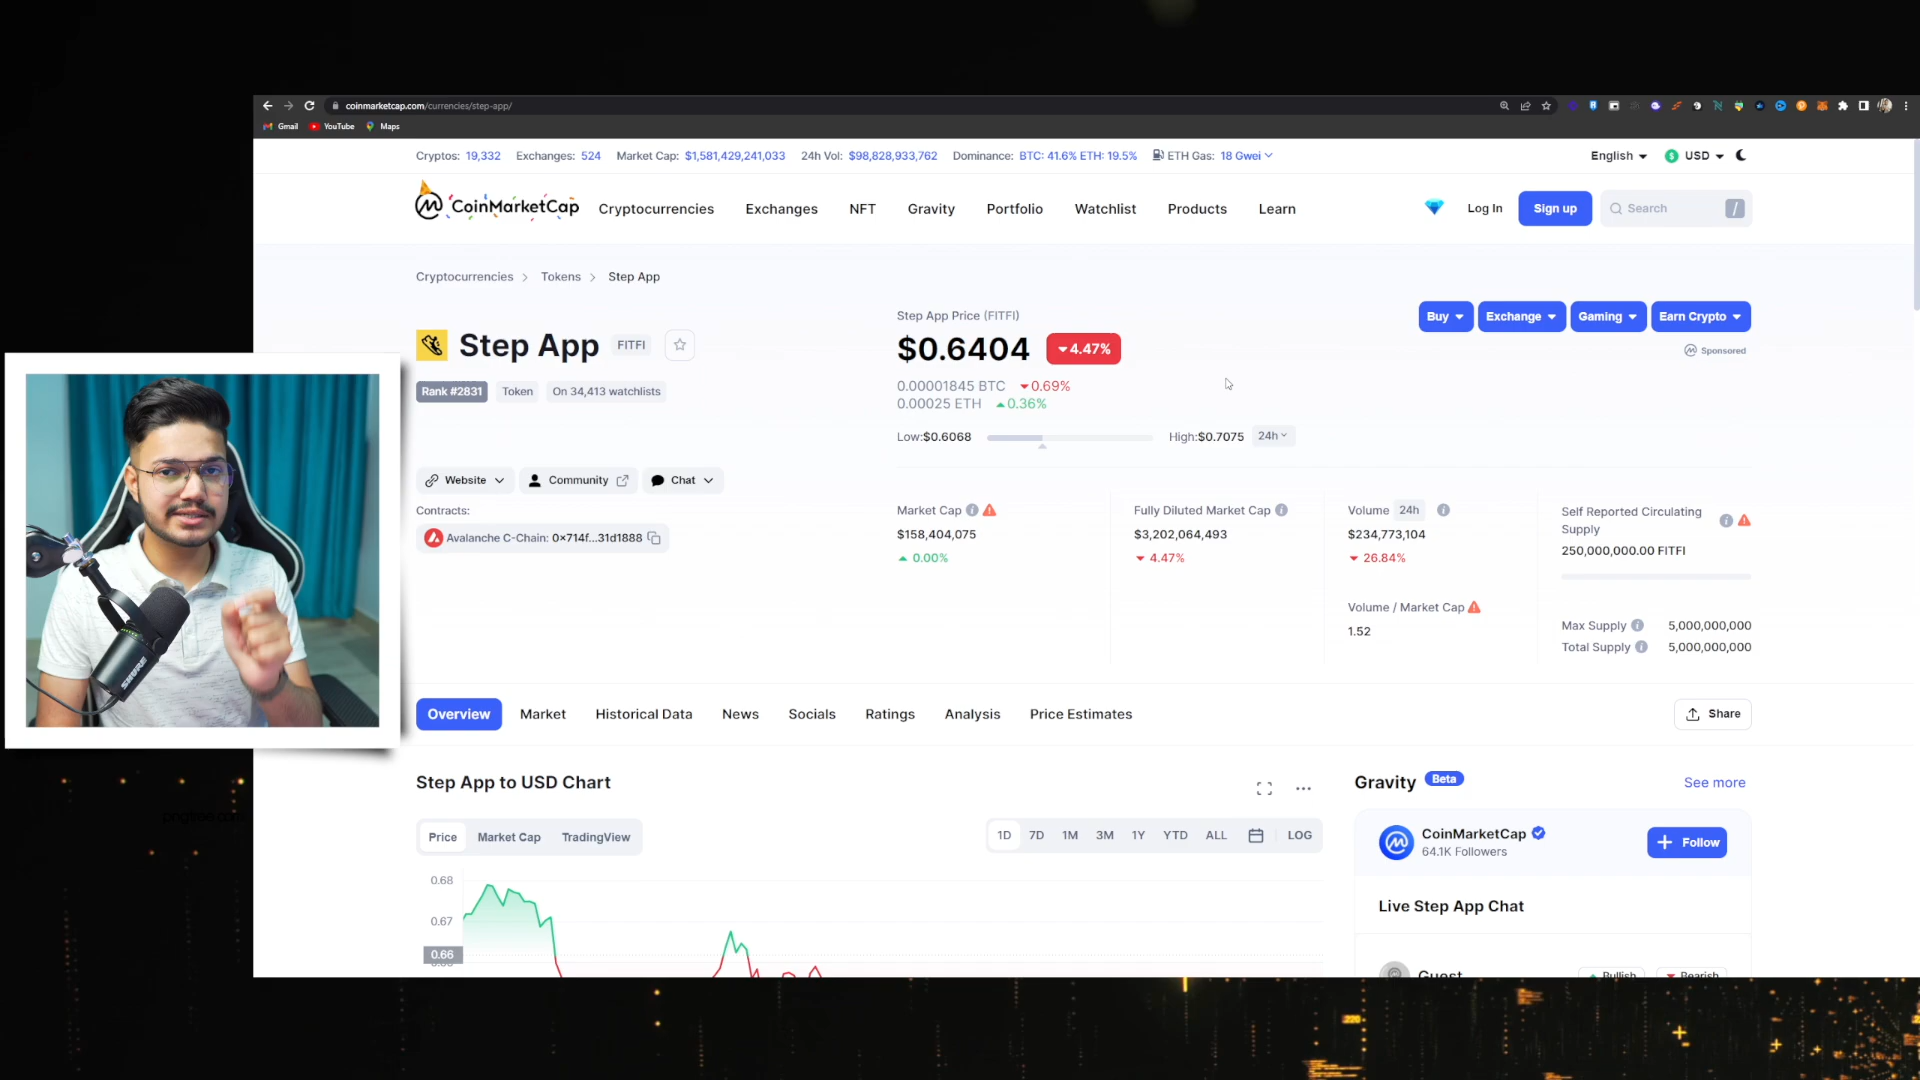 coinmarketcap.com/currencies/step-app/
Gmail YouTube Maps
Cryptos: 19,332 Exchanges: 524 Market Cap: $1,581,429,241,033 24h Vol: $98,828,933,762 Dominance: BTC: 41.6% ETH: 19.5% ETH Gas: 18 Gwei
English USD
CoinMarketCap Cryptocurrencies Exchanges NFT Gravity Portfolio Watchlist Products Learn
Log In Sign up Search /
Cryptocurrencies > Tokens > Step App
Step App FITFI
Rank #2831 Token On 34,413 watchlists
Website Community Chat
Contracts:
Avalanche C-Chain: 0x714f...31d1888
Step App Price (FITFI)
$0.6404 4.47%
0.00001845 BTC 0.69%
0.00025 ETH 0.36%
Low:$0.6068 High:$0.7075 24h
Buy Exchange Gaming Earn Crypto
Sponsored
Market Cap
$158,404,075
0.00%
Fully Diluted Market Cap
$3,202,064,493
4.47%
Volume 24h
$234,773,104
26.84%
Volume / Market Cap
1.52
Self Reported Circulating
Supply
250,000,000.00 FITFI
Max Supply 5,000,000,000
Total Supply 5,000,000,000
Overview Market Historical Data News Socials Ratings Analysis Price Estimates
Share
Step App to USD Chart
Price Market Cap TradingView
1D 7D 1M 3M 1Y YTD ALL LOG
0.68
0.67
0.66
Gravity Beta See more
CoinMarketCap
64.1K Followers
+ Follow
Live Step App Chat
Guest Bullish Bearish
SHURE
pngtree.com